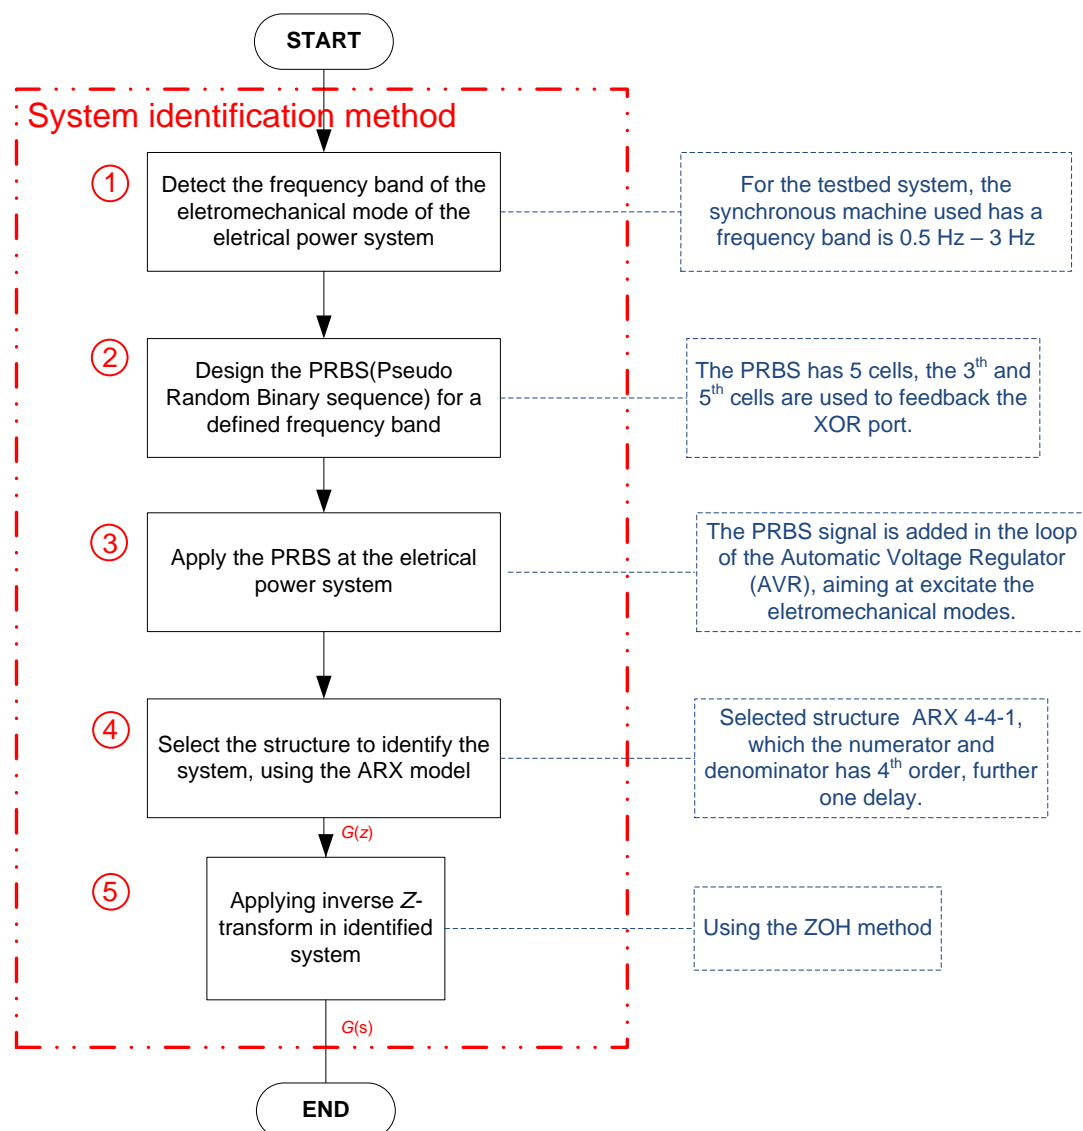 START
System identification method
1
Detect the frequency band of the
eletromechanical mode of the
eletrical power system
For the testbed system, the
synchronous machine used has a
frequency band is 0.5 Hz – 3 Hz
2
Design the PRBS(Pseudo
Random Binary sequence) for a
defined frequency band
The PRBS has 5 cells, the 3th and
5th cells are used to feedback the
XOR port.
3
Apply the PRBS at the eletrical
power system
The PRBS signal is added in the loop
of the Automatic Voltage Regulator
(AVR), aiming at excitate the
eletromechanical modes.
4
Select the structure to identify the
system, using the ARX model
Selected structure ARX 4-4-1,
which the numerator and
denominator has 4th order, further
one delay.
G(z)
5
Applying inverse Z-
transform in identified
system
Using the ZOH method
G(s)
END